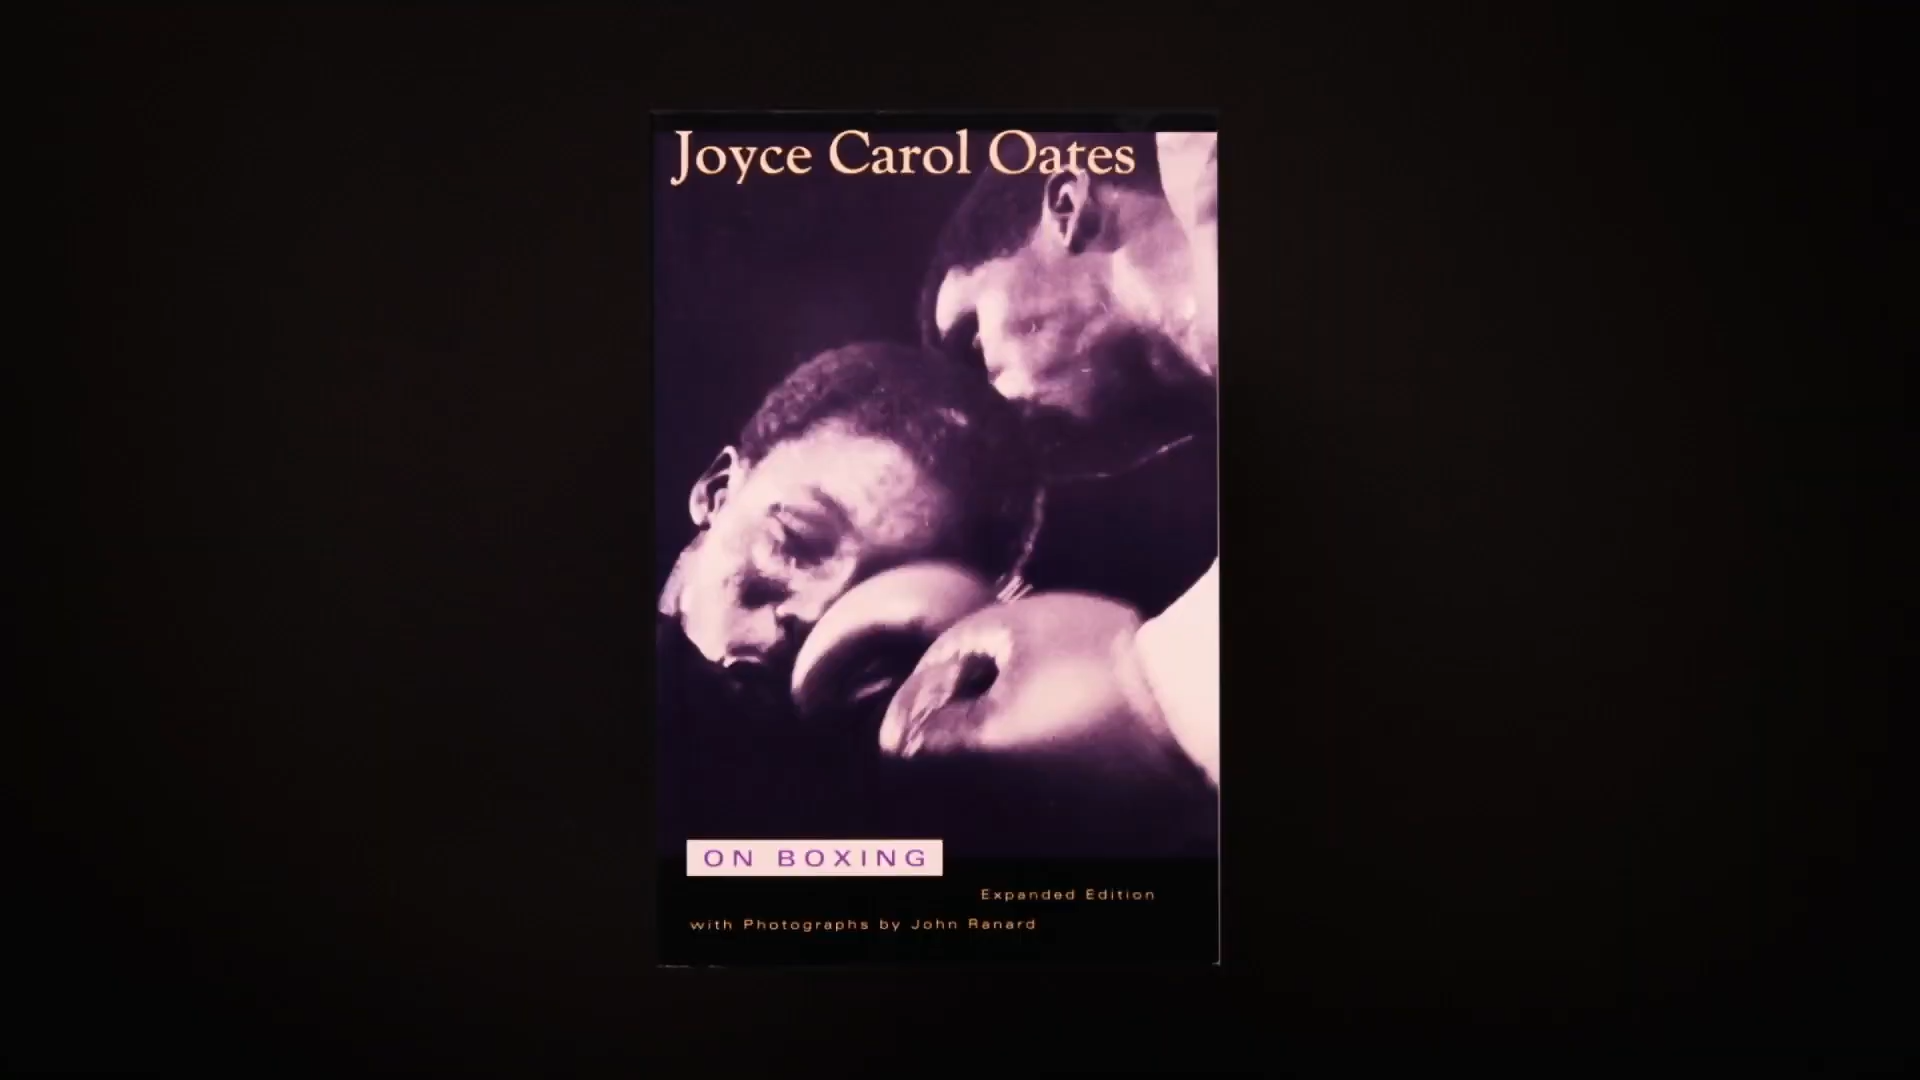 Joyce Carol Oates
ON BOXING
Expanded Edition
with Photographs by John Ranard